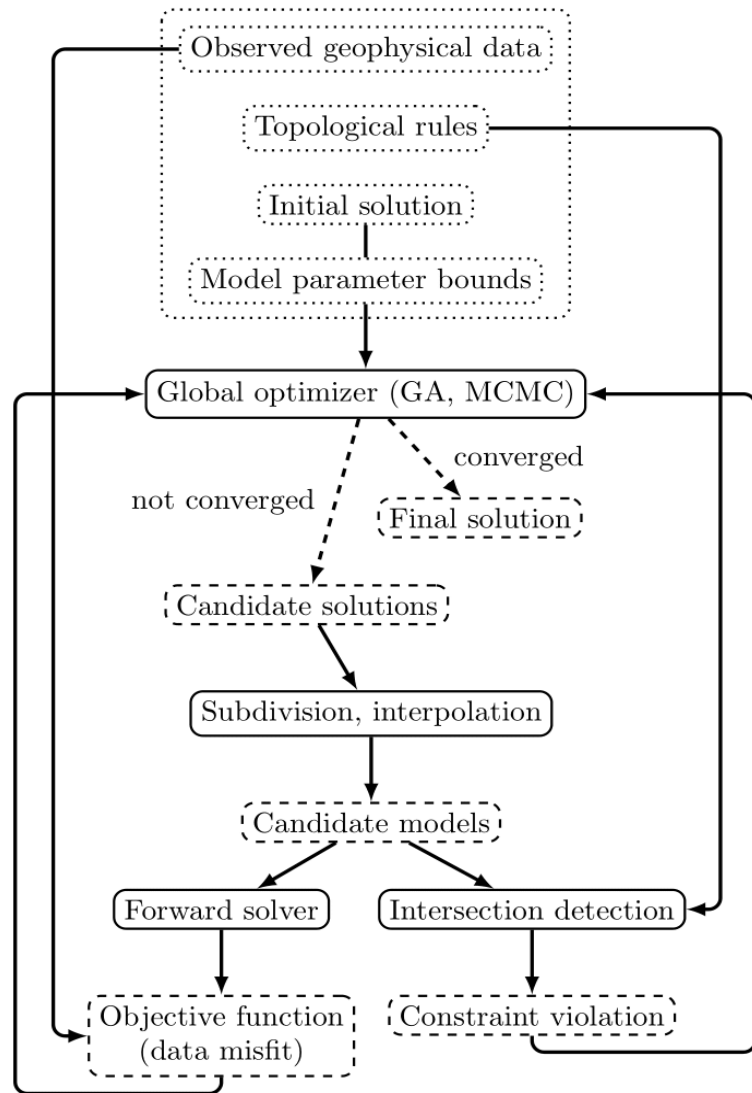 Observed geophysical data
Topological rules
Initial solution
Model parameter bounds
Global optimizer (GA, MCMC)
converged
not converged
Final solution
Candidate solutions
Subdivision, interpolation
Candidate models
Forward solver
Intersection detection
Objective function
(data misfit)
Constraint violation